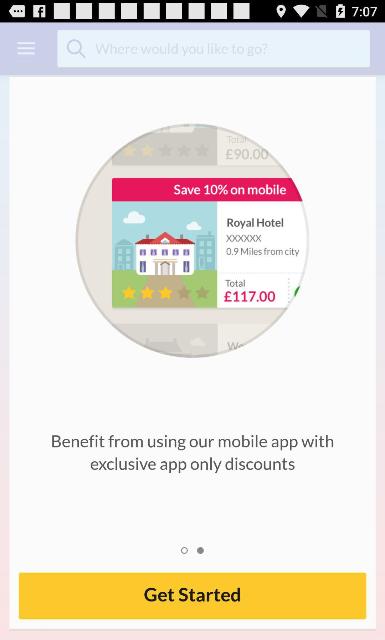 7:07
Where would you like to go?
Total
£90.00
Save 10% on mobile
Royal Hotel
XXXXXX
0.9 Miles from city
Total
£117.00
Benefit from using our mobile app with
exclusive app only discounts
Get Started